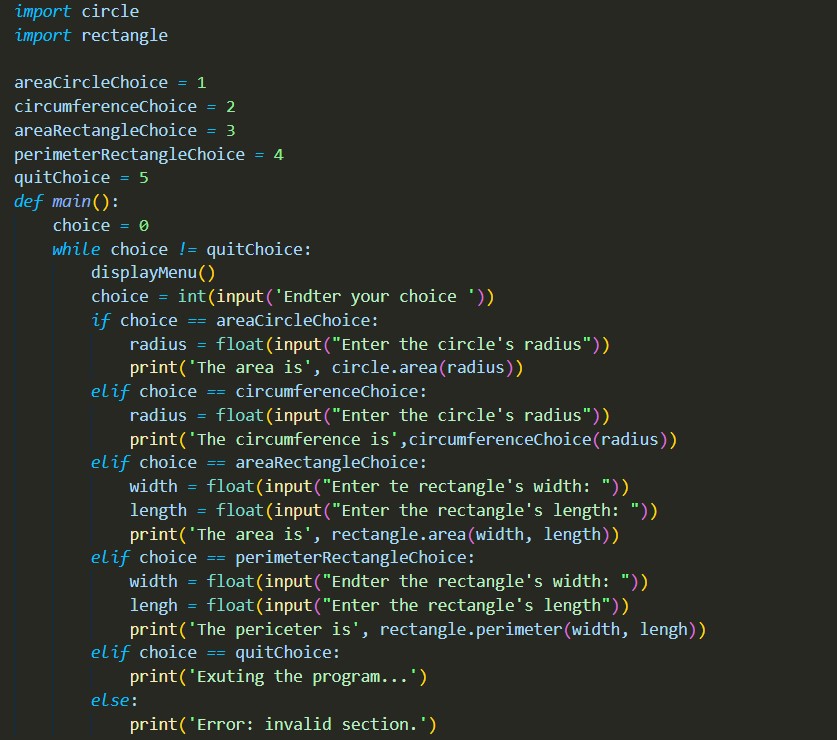 import circle
import rectangle

areaCircleChoice = 1
circumferenceChoice = 2
areaRectangleChoice = 3
perimeterRectangleChoice = 4
quitChoice = 5
def main():
    choice = 0
    while choice != quitChoice:
        displayMenu()
        choice = int(input('Endter your choice '))
        if choice == areaCircleChoice:
            radius = float(input("Enter the circle's radius"))
            print('The area is', circle.area(radius))
        elif choice == circumferenceChoice:
            radius = float(input("Enter the circle's radius"))
            print('The circumference is',circumferenceChoice(radius))
        elif choice == areaRectangleChoice:
            width = float(input("Enter te rectangle's width: "))
            length = float(input("Enter the rectangle's length: "))
            print('The area is', rectangle.area(width, length))
        elif choice == perimeterRectangleChoice:
            width = float(input("Endter the rectangle's width: "))
            lengh = float(input("Enter the rectangle's length"))
            print('The periceter is', rectangle.perimeter(width, lengh))
        elif choice == quitChoice:
            print('Exuting the program...')
        else:
            print('Error: invalid section.')